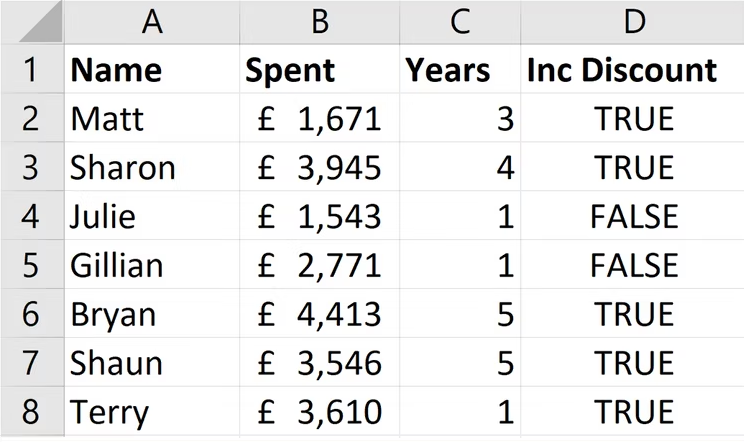 A B C D
1 Name Spent Years Inc Discount
2 Matt £ 1,671 3 TRUE
3 Sharon £ 3,945 4 TRUE
4 Julie £ 1,543 1 FALSE
5 Gillian £ 2,771 1 FALSE
6 Bryan £ 4,413 5 TRUE
7 Shaun £ 3,546 5 TRUE
8 Terry £ 3,610 1 TRUE